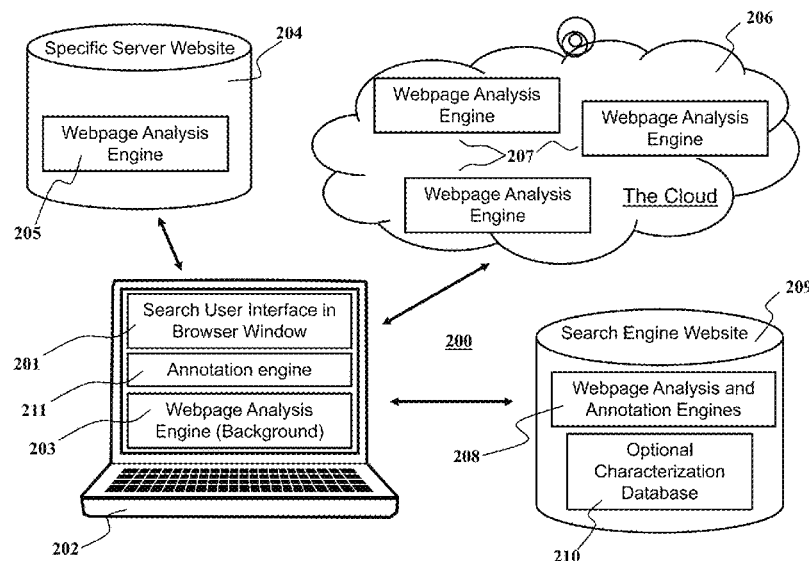 Specific Server Website
204
Webpage Analysis
Engine
205
206
Webpage Analysis
Engine
Webpage Analysis
Engine
207
Webpage Analysis
Engine
The Cloud
Search User Interface in
Browser Window
201
Annotation engine
211
Webpage Analysis
Engine (Background)
203
202
200
209
Search Engine Website
Webpage Analysis and
Annotation Engines
208
Optional
Characterization
Database
210